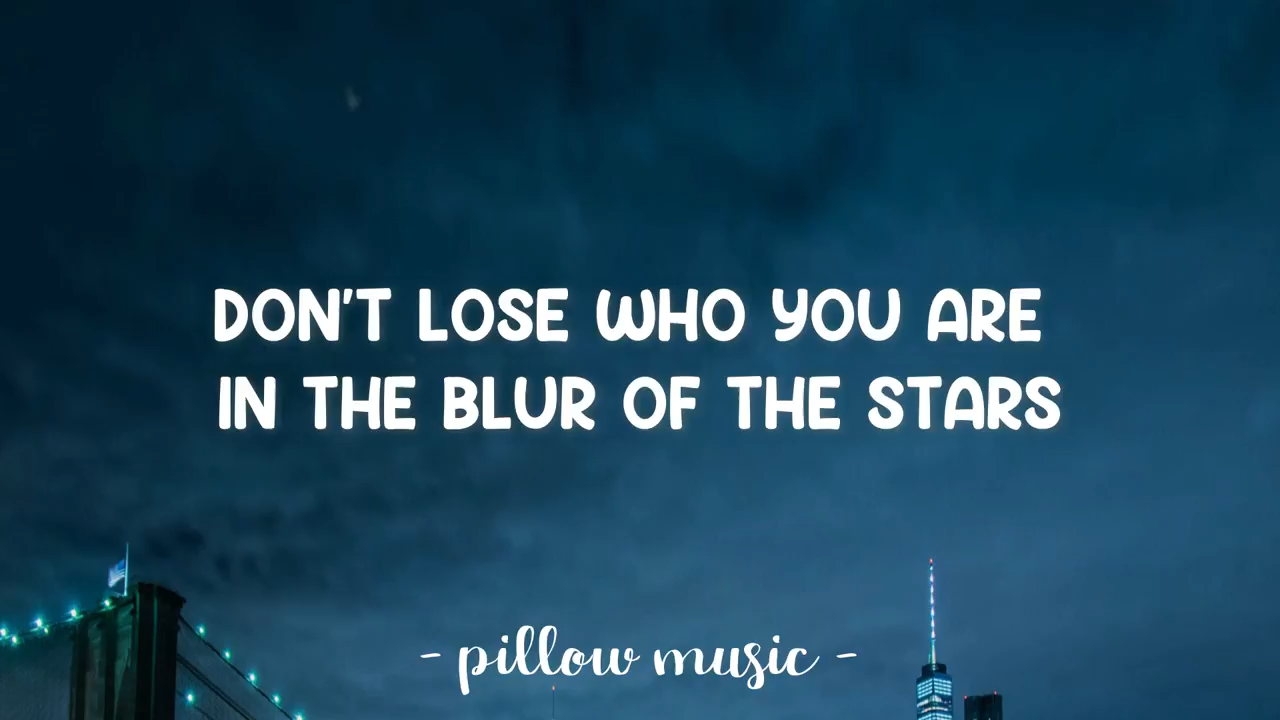 DON'T LOSE WHO YOU ARE
IN THE BLUR OF THE STARS
- pillow music -